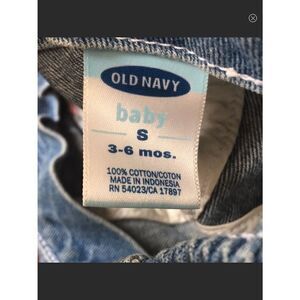 OLD NAVY
baby
S
3-6 mos.
100% COTTON/COTON
MADE IN INDONESIA
RN 54023/CA 17897